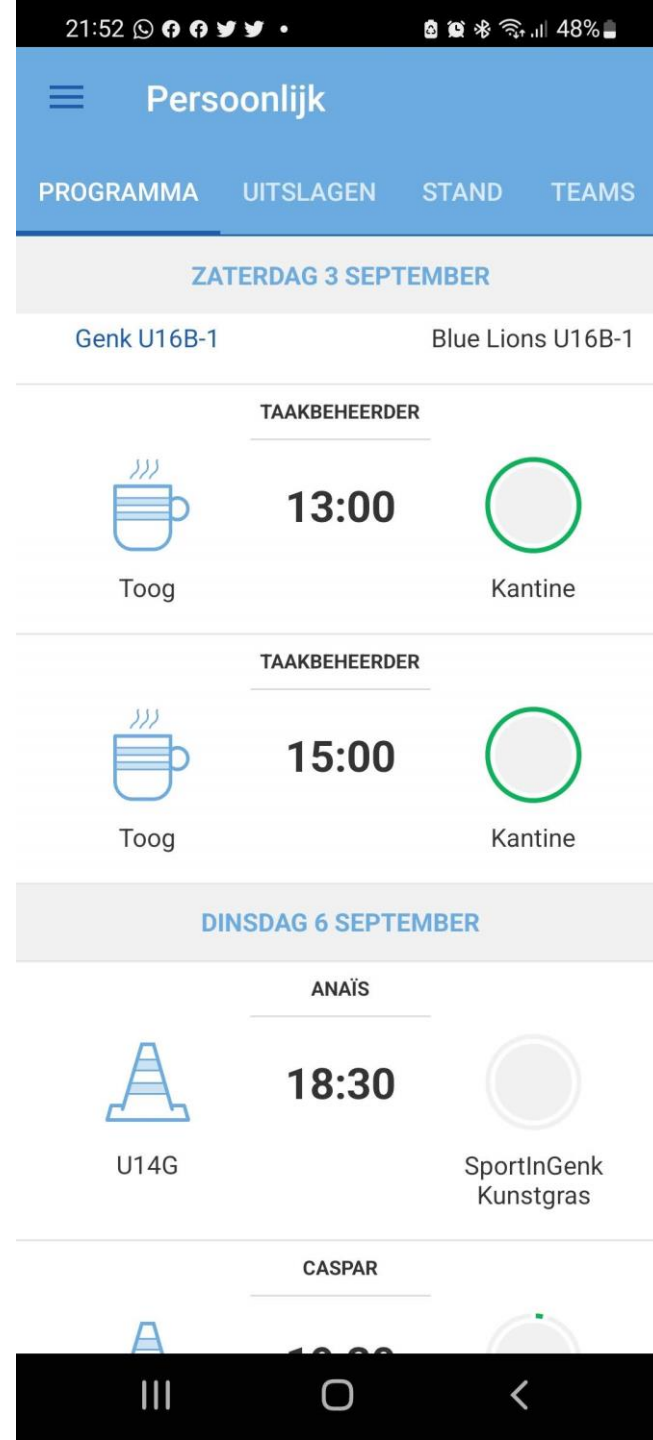 21:52 48%
Persoonlijk
PROGRAMMA UITSLAGEN STAND TEAMS
ZATERDAG 3 SEPTEMBER
Genk U16B-1 Blue Lions U16B-1
TAAKBEHEERDER
13:00
Toog Kantine
TAAKBEHEERDER
15:00
Toog Kantine
DINSDAG 6 SEPTEMBER
ANAÏS
18:30
U14G SportInGenk
Kunstgras
CASPAR